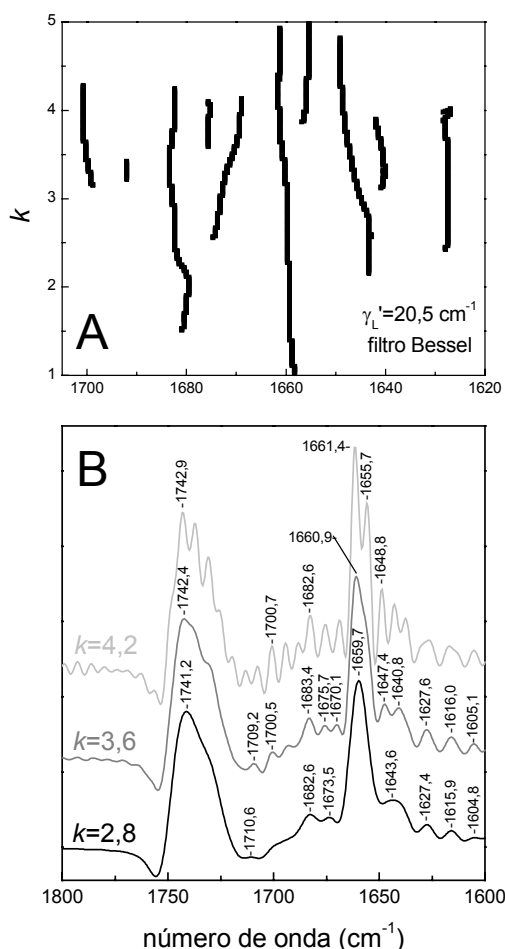 5
4
3
2
1
k
A
γL'=20,5 cm-1
filtro Bessel
1700 1680 1660 1640 1620
B
1661,4-
-1742,9
-1655,7
1660,9-
-1742,4
-1700,7
-1682,6
-1648,8
k=4,2
-1741,2
-1709,2
-1700,5
-1683,4
-1675,7
-1670,1
-1659,7
-1647,4
-1640,8
-1627,6
-1616,0
-1605,1
k=3,6
-1710,6
-1682,6
-1673,5
-1643,6
-1627,4
-1615,9
-1604,8
k=2,8
1800 1750 1700 1650 1600
número de onda (cm-1)